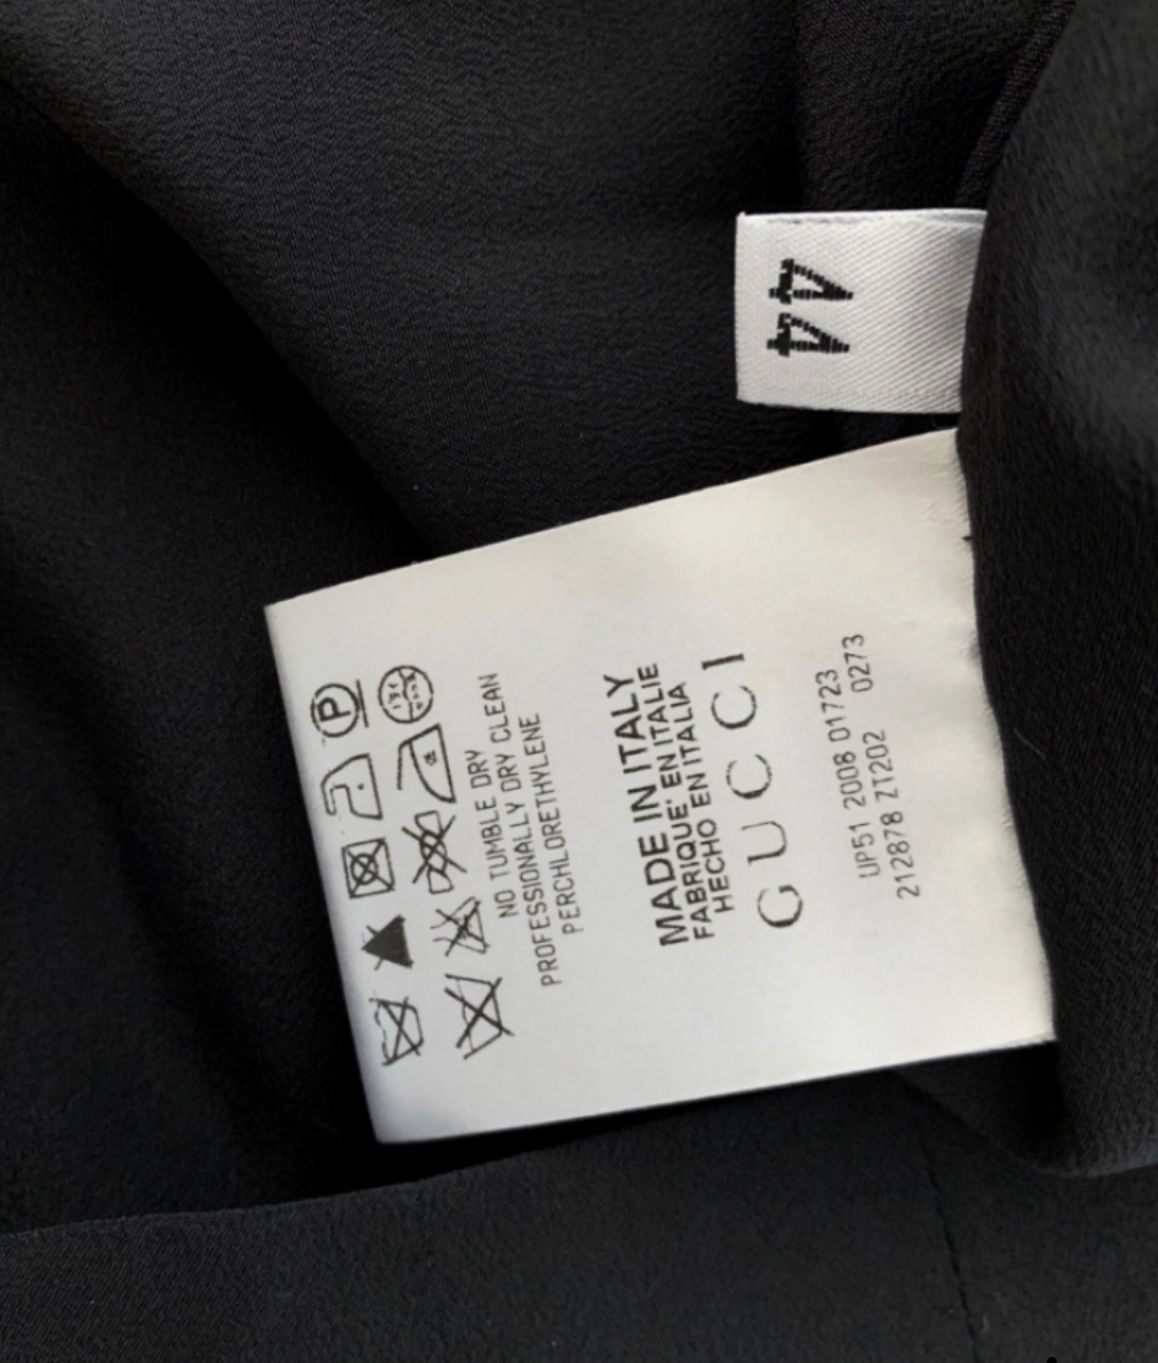 44
P
NO TUMBLE DRY
PROFESSIONALLY DRY CLEAN
PERCHLORETHYLENE
MADE IN ITALY
FABRIQUE' EN ITALIE
HECHO EN ITALIA
GUCCI
UP51 2008 01723
212878 Z1202 0273